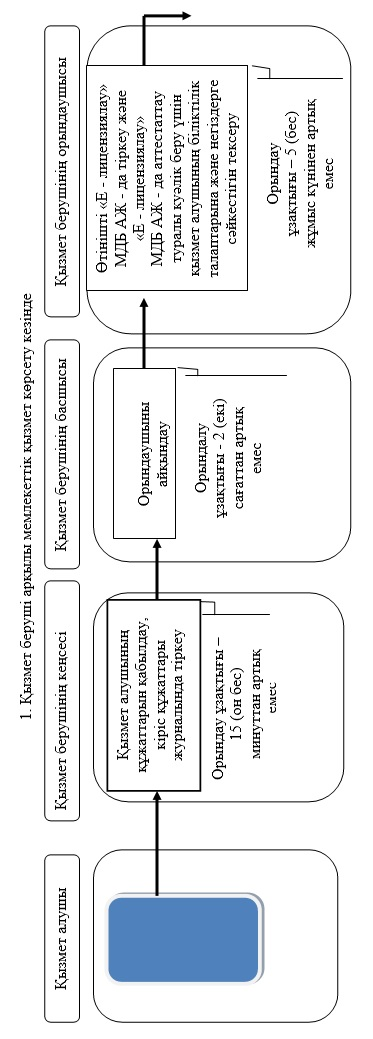 1. Қызмет беруші арқылы мемлекеттік қызмет көрсету кезінде
Қызмет алушы
Қызмет берушінің кеңсесі
Қызмет берушінің басшысы
Қызмет берушінің орындаушысы
Қызмет алушының
құжаттарын қабылдау,
кіріс құжаттары
журналында тіркеу
Орындау ұзақтығы –
15 (он бес)
минуттан артық
емес
Орындаушыны
айқындау
Орындалу
ұзақтығы - 2 (екі)
сағаттан артық
емес
Өтінішті «Е - лицензиялау»
МДБ АЖ - да тіркеу және
«Е - лицензиялау»
МДБ АЖ - да аттестаттау
туралы куәлік беру үшін
қызмет алушының біліктілік
талаптарына және негіздерге
сәйкестігін тексеру
Орындау
ұзақтығы – 5 (бес)
жұмыс күнінен артық
емес